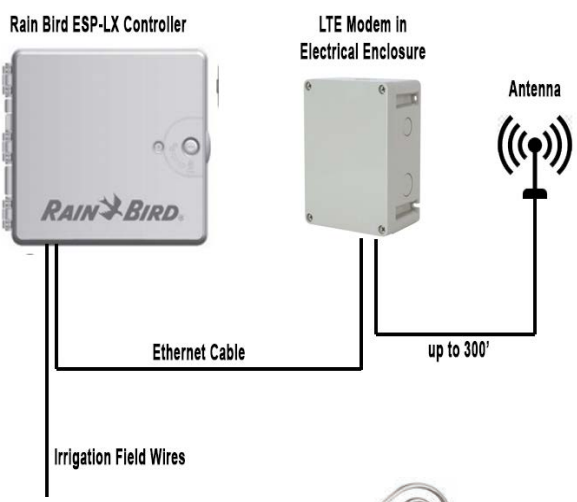 Rain Bird ESP-LX Controller
LTE Modem in
Electrical Enclosure
Antenna
RAIN BIRD.
Ethernet Cable
up to 300'
Irrigation Field Wires